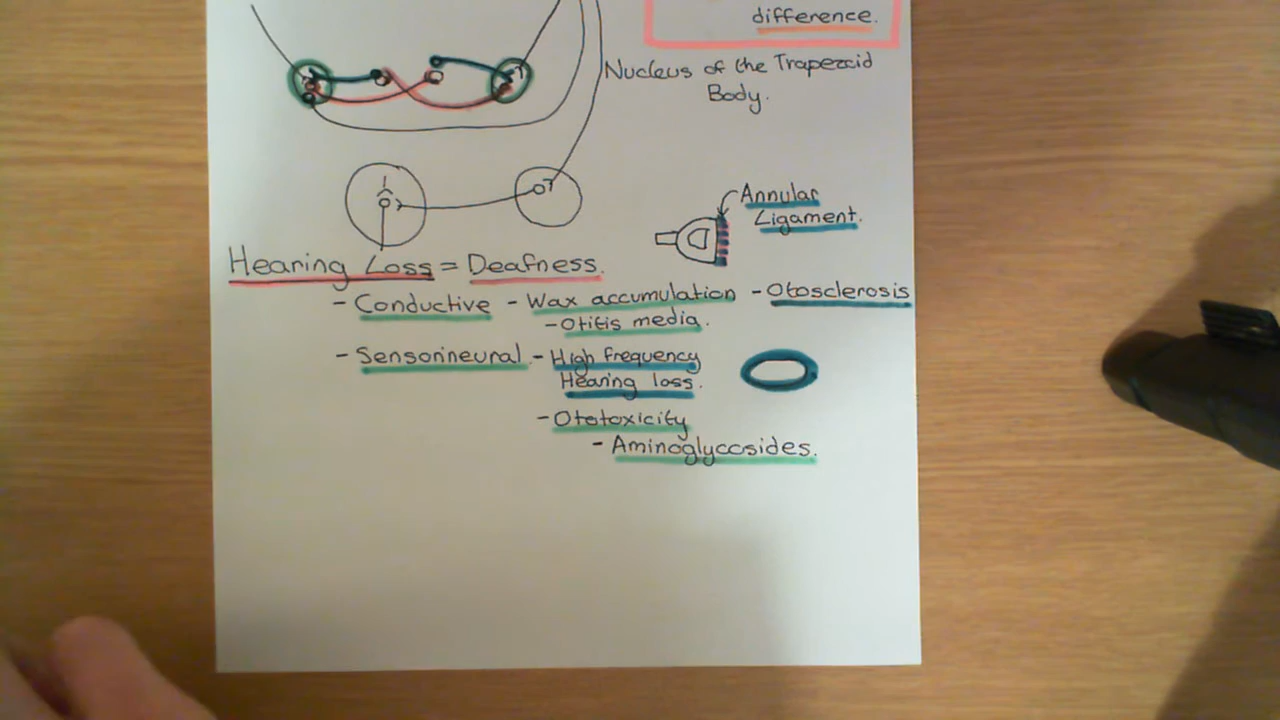 difference.
Nucleus of the Trapezoid
Body.
Annular
Ligament.
Hearing Loss = Deafness.
- Conductive - Wax accumulation - Otosclerosis
- Otitis media.
- Sensorineural - High frequency
Hearing loss.
- Ototoxicity
- Aminoglycosides.